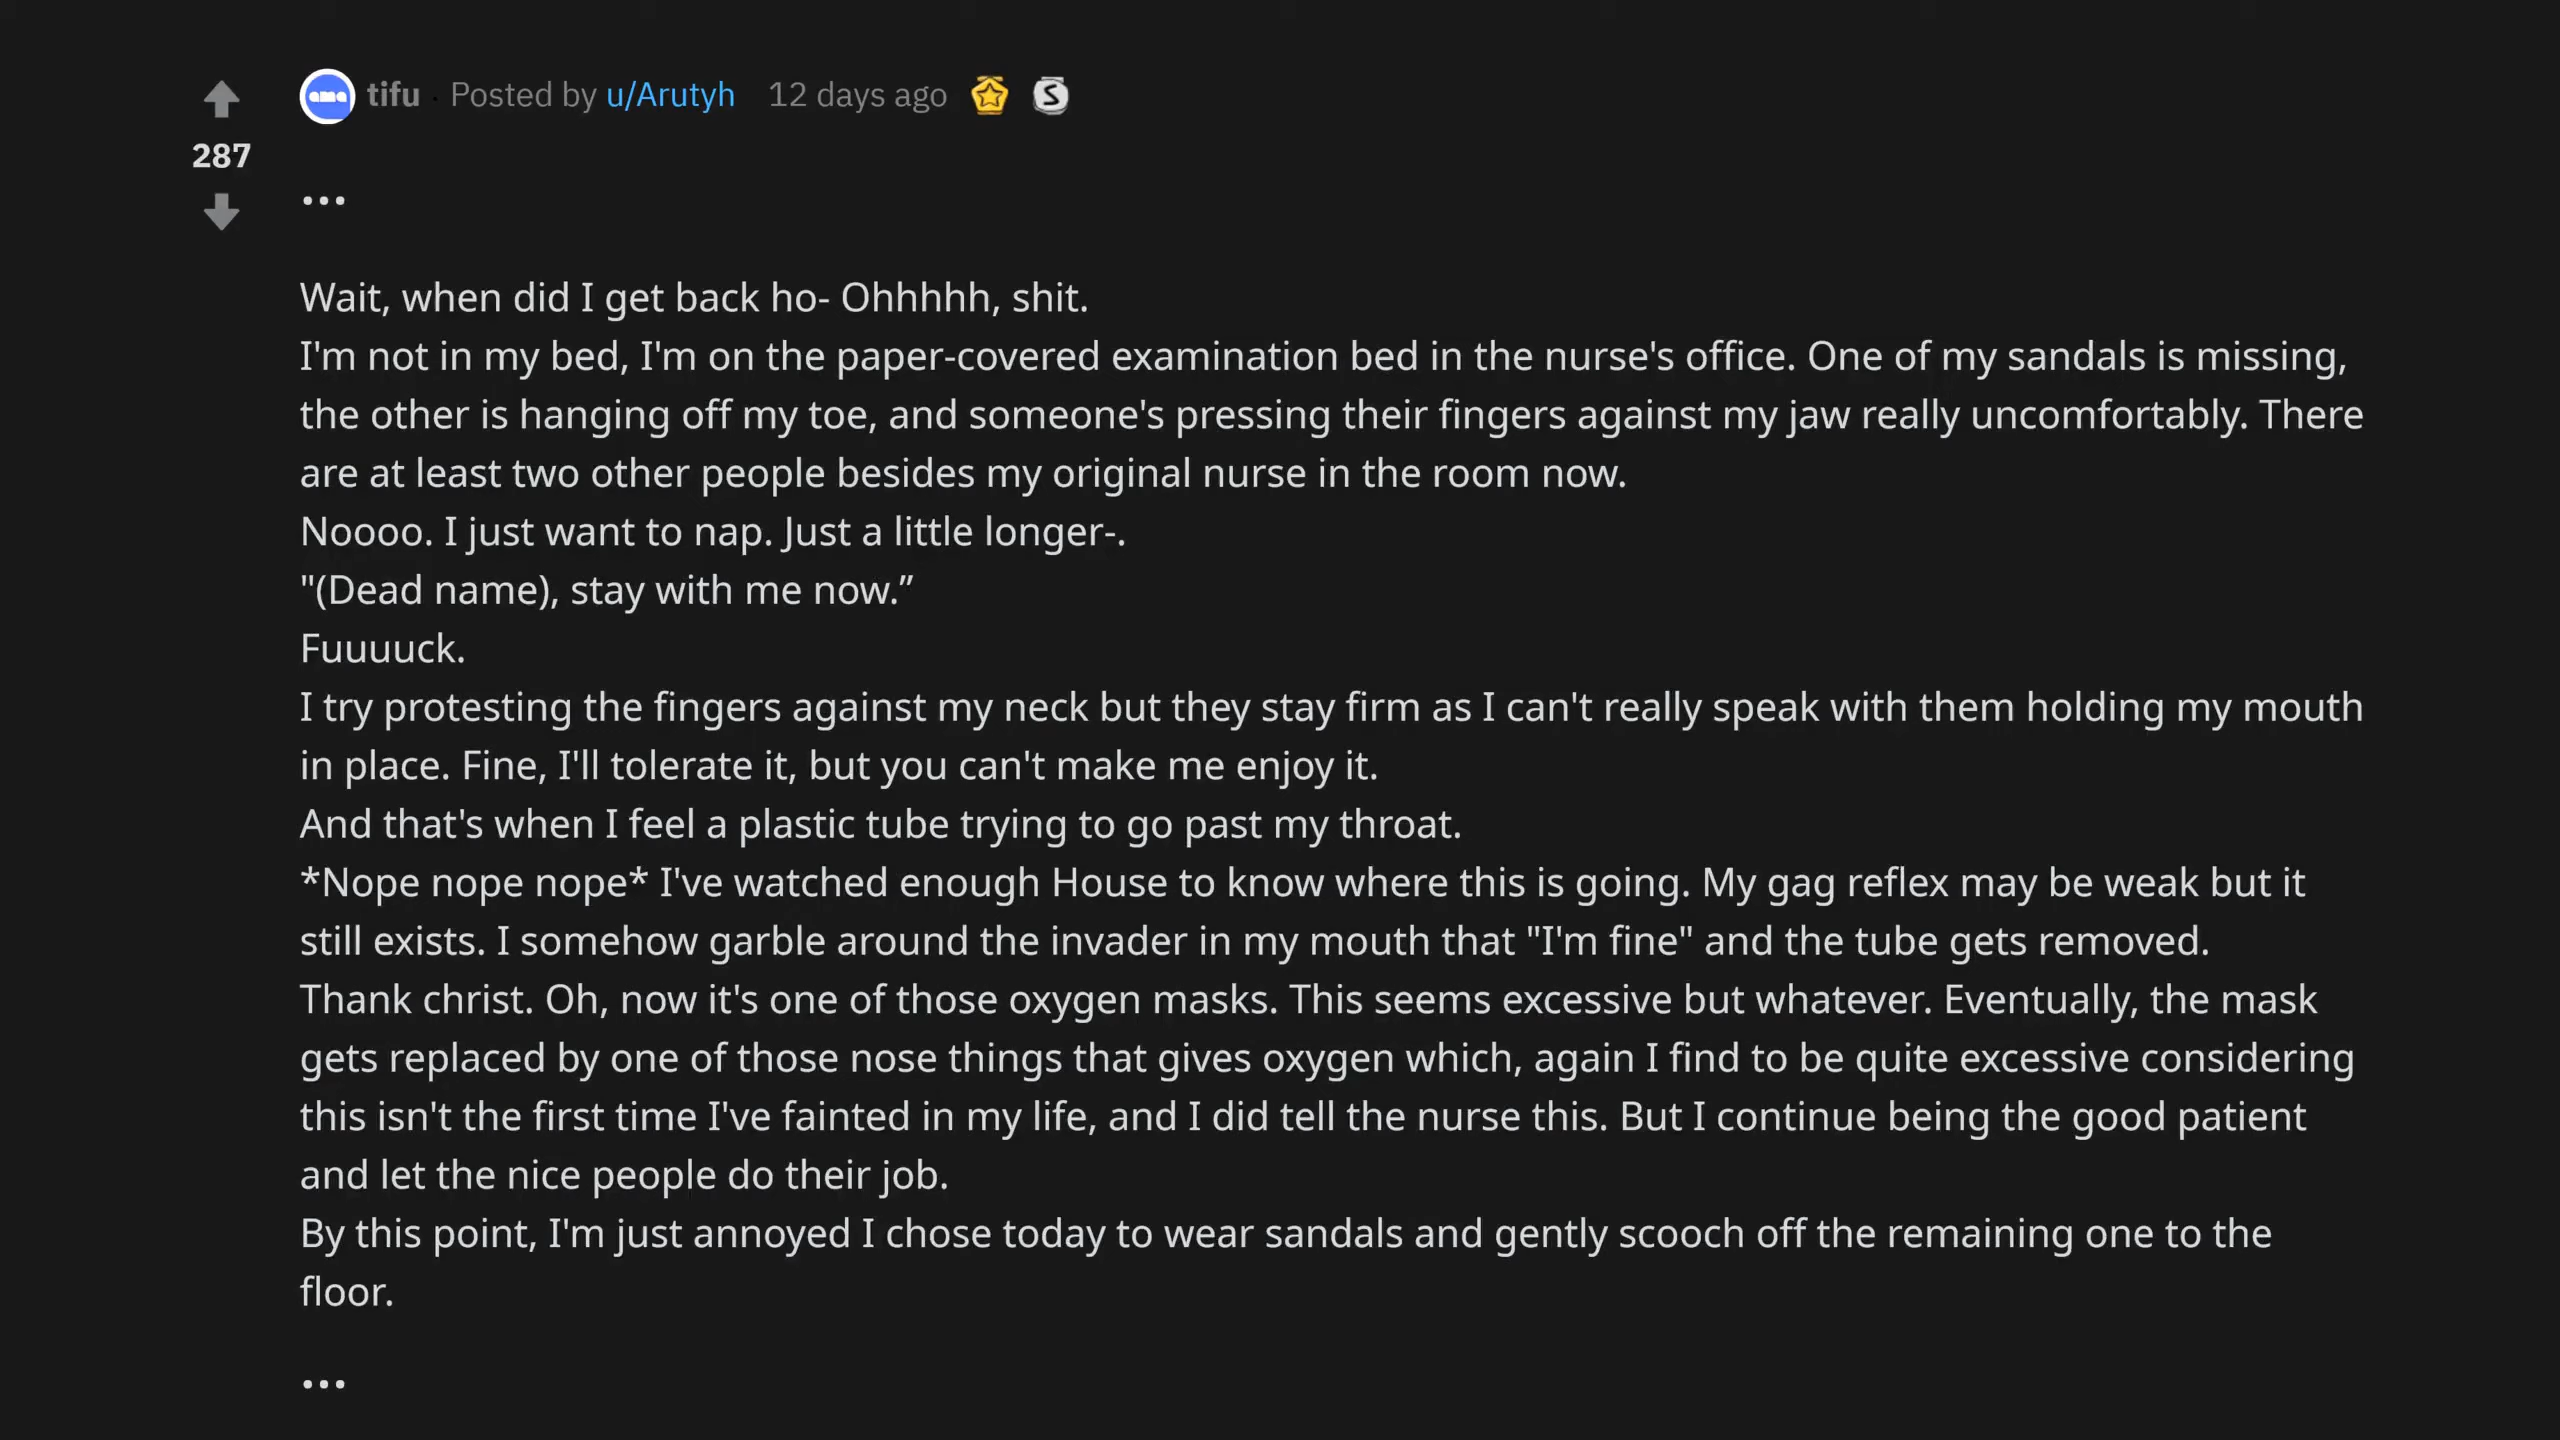 ama tifu · Posted by u/Arutyh 12 days ago S
287
...
Wait, when did I get back ho- Ohhhhh, shit.
I'm not in my bed, I'm on the paper-covered examination bed in the nurse's office. One of my sandals is missing,
the other is hanging off my toe, and someone's pressing their fingers against my jaw really uncomfortably. There
are at least two other people besides my original nurse in the room now.
Noooo. I just want to nap. Just a little longer-.
"(Dead name), stay with me now.”
Fuuuuck.
I try protesting the fingers against my neck but they stay firm as I can't really speak with them holding my mouth
in place. Fine, I'll tolerate it, but you can't make me enjoy it.
And that's when I feel a plastic tube trying to go past my throat.
*Nope nope nope* I've watched enough House to know where this is going. My gag reflex may be weak but it
still exists. I somehow garble around the invader in my mouth that "I'm fine" and the tube gets removed.
Thank christ. Oh, now it's one of those oxygen masks. This seems excessive but whatever. Eventually, the mask
gets replaced by one of those nose things that gives oxygen which, again I find to be quite excessive considering
this isn't the first time I've fainted in my life, and I did tell the nurse this. But I continue being the good patient
and let the nice people do their job.
By this point, I'm just annoyed I chose today to wear sandals and gently scooch off the remaining one to the
floor.
...